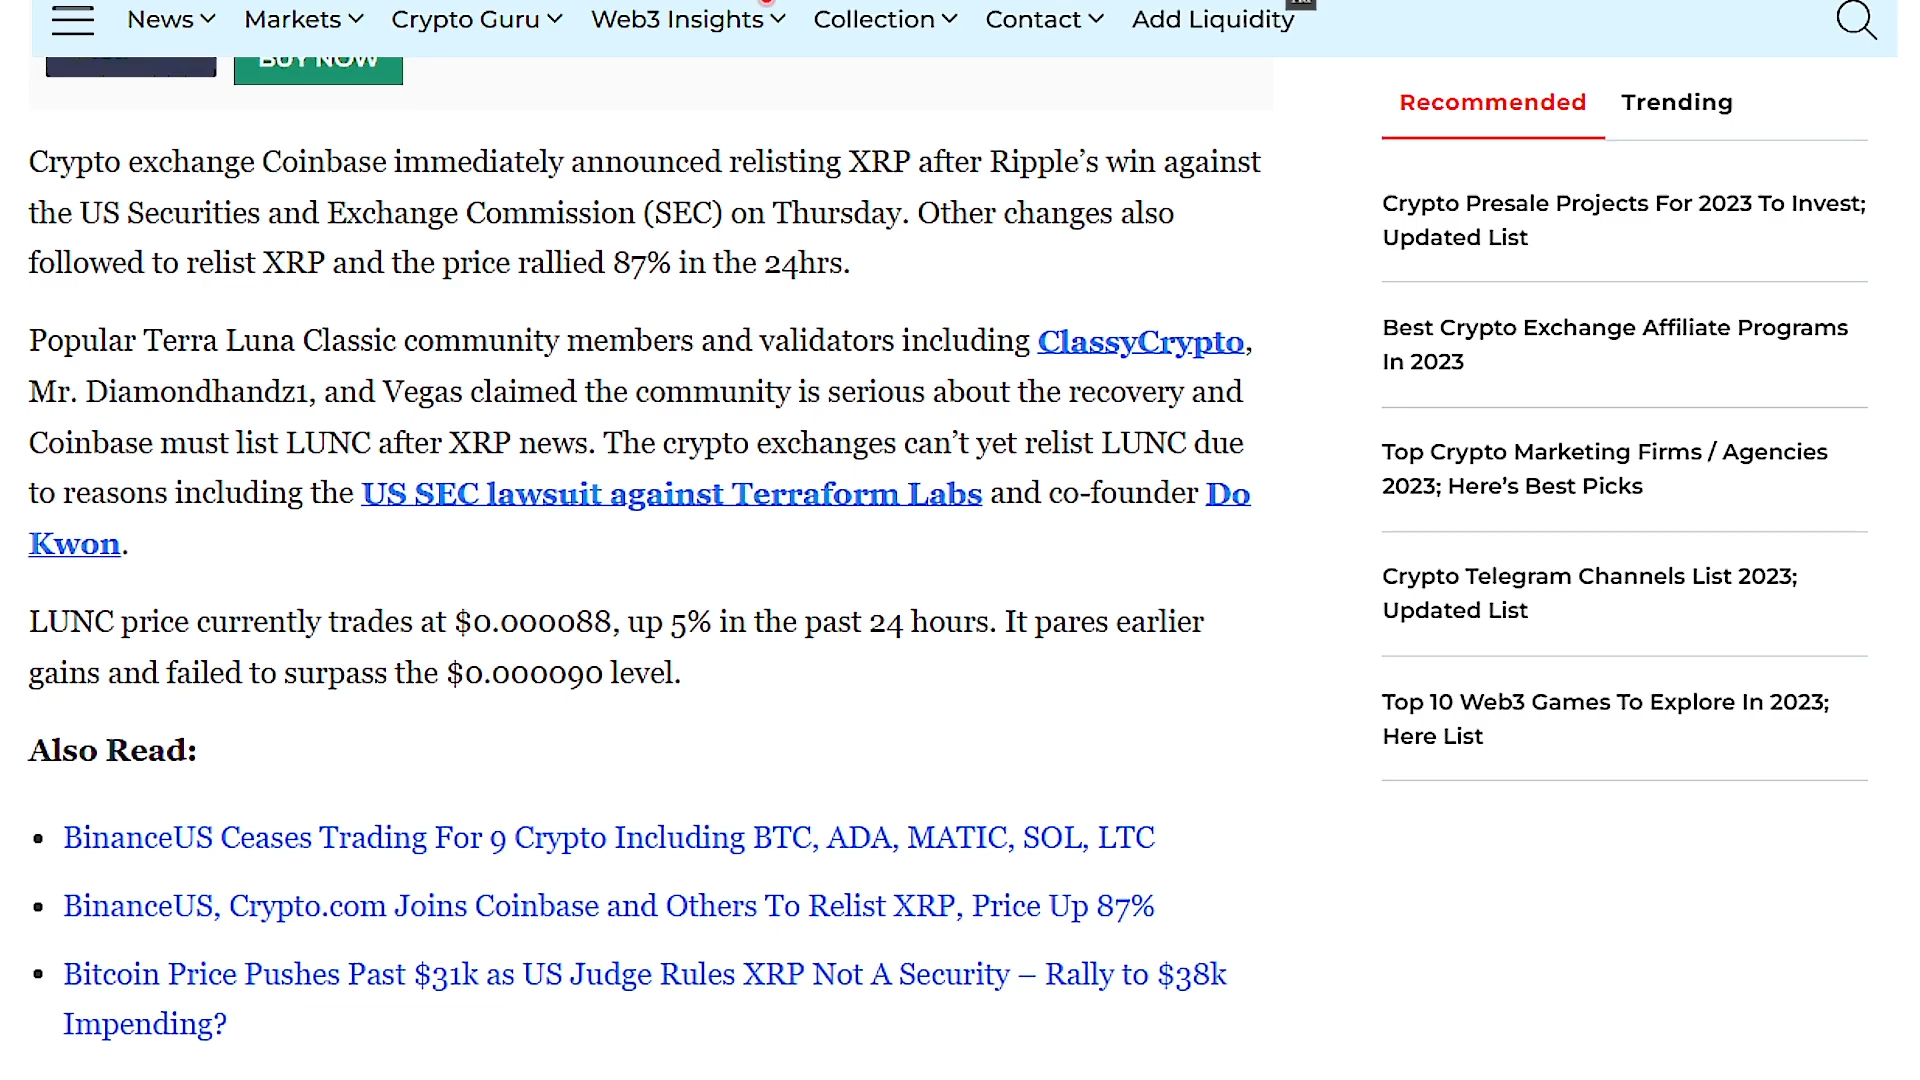 News Markets Crypto Guru Web3 Insights Collection Contact Add Liquidity
BUY NOW
Crypto exchange Coinbase immediately announced relisting XRP after Ripple’s win against
the US Securities and Exchange Commission (SEC) on Thursday. Other changes also
followed to relist XRP and the price rallied 87% in the 24hrs.
Popular Terra Luna Classic community members and validators including ClassyCrypto,
Mr. Diamondhandz1, and Vegas claimed the community is serious about the recovery and
Coinbase must list LUNC after XRP news. The crypto exchanges can’t yet relist LUNC due
to reasons including the US SEC lawsuit against Terraform Labs and co-founder Do
Kwon.
LUNC price currently trades at $0.000088, up 5% in the past 24 hours. It pares earlier
gains and failed to surpass the $0.000090 level.
Also Read:
• BinanceUS Ceases Trading For 9 Crypto Including BTC, ADA, MATIC, SOL, LTC
• BinanceUS, Crypto.com Joins Coinbase and Others To Relist XRP, Price Up 87%
• Bitcoin Price Pushes Past $31k as US Judge Rules XRP Not A Security – Rally to $38k
Impending?
Recommended Trending
Crypto Presale Projects For 2023 To Invest;
Updated List
Best Crypto Exchange Affiliate Programs
In 2023
Top Crypto Marketing Firms / Agencies
2023; Here’s Best Picks
Crypto Telegram Channels List 2023;
Updated List
Top 10 Web3 Games To Explore In 2023;
Here List